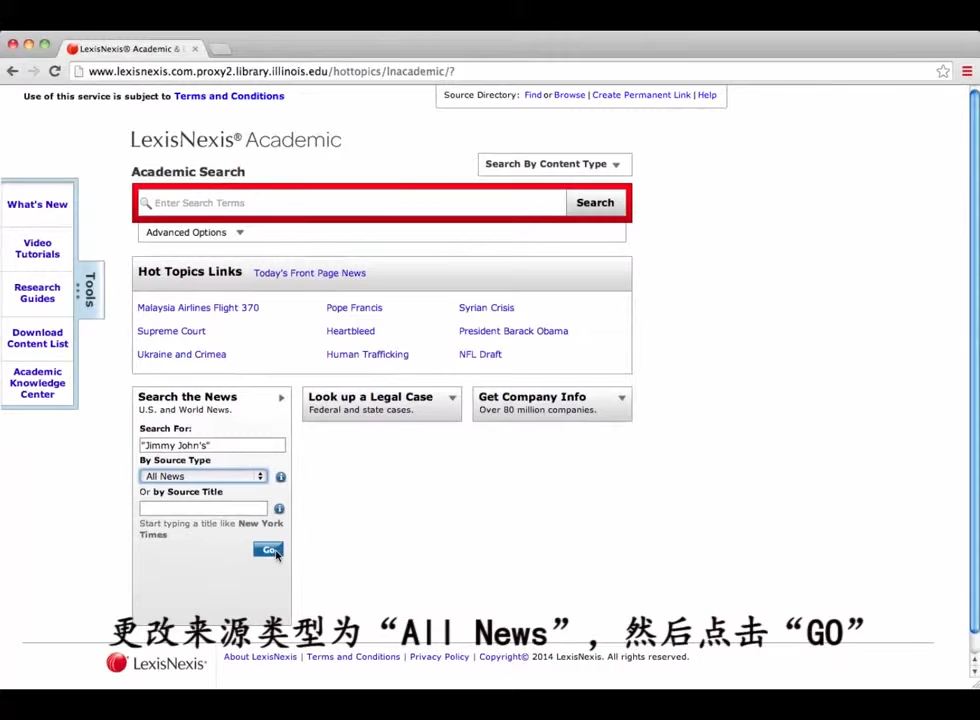 LexisNexis® Academic & L
www.lexisnexis.com.proxy2.library.illinois.edu/hottopics/lnacademic/?
Use of this service is subject to Terms and Conditions
Source Directory: Find or Browse | Create Permanent Link | Help
LexisNexis® Academic
Search By Content Type
Academic Search
Enter Search Terms
Search
Advanced Options
What's New
Video
Tutorials
Research
Guides
Download
Content List
Academic
Knowledge
Center
Tools
Hot Topics Links Today's Front Page News
Malaysia Airlines Flight 370 Pope Francis Syrian Crisis
Supreme Court Heartbleed President Barack Obama
Ukraine and Crimea Human Trafficking NFL Draft
Search the News
U.S. and World News.
Look up a Legal Case
Federal and state cases.
Get Company Info
Over 80 million companies.
Search For:
"Jimmy John's"
By Source Type
All News
Or by Source Title
Start typing a title like New York
Times
Go
更改来源类型为“All News”，然后点击“GO”
LexisNexis®
About LexisNexis | Terms and Conditions | Privacy Policy | Copyright© 2014 LexisNexis. All rights reserved.